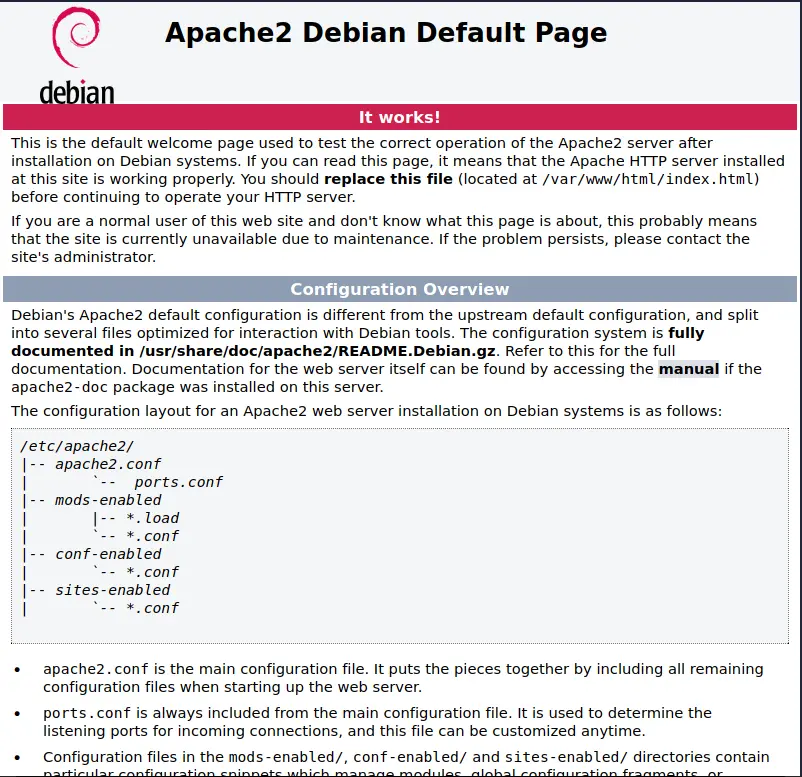 debian
Apache2 Debian Default Page
It works!
This is the default welcome page used to test the correct operation of the Apache2 server after
installation on Debian systems. If you can read this page, it means that the Apache HTTP server installed
at this site is working properly. You should replace this file (located at /var/www/html/index.html)
before continuing to operate your HTTP server.
If you are a normal user of this web site and don't know what this page is about, this probably means
that the site is currently unavailable due to maintenance. If the problem persists, please contact the
site's administrator.
Configuration Overview
Debian's Apache2 default configuration is different from the upstream default configuration, and split
into several files optimized for interaction with Debian tools. The configuration system is fully
documented in /usr/share/doc/apache2/README.Debian.gz. Refer to this for the full
documentation. Documentation for the web server itself can be found by accessing the manual if the
apache2-doc package was installed on this server.
The configuration layout for an Apache2 web server installation on Debian systems is as follows:
/etc/apache2/
|-- apache2.conf
|       `--  ports.conf
|-- mods-enabled
|       |-- *.load
|       `-- *.conf
|-- conf-enabled
|       `-- *.conf
|-- sites-enabled
|       `-- *.conf
• apache2.conf is the main configuration file. It puts the pieces together by including all remaining
configuration files when starting up the web server.
• ports.conf is always included from the main configuration file. It is used to determine the
listening ports for incoming connections, and this file can be customized anytime.
• Configuration files in the mods-enabled/, conf-enabled/ and sites-enabled/ directories contain
particular configuration snippets which manage modules, global configuration fragments, or